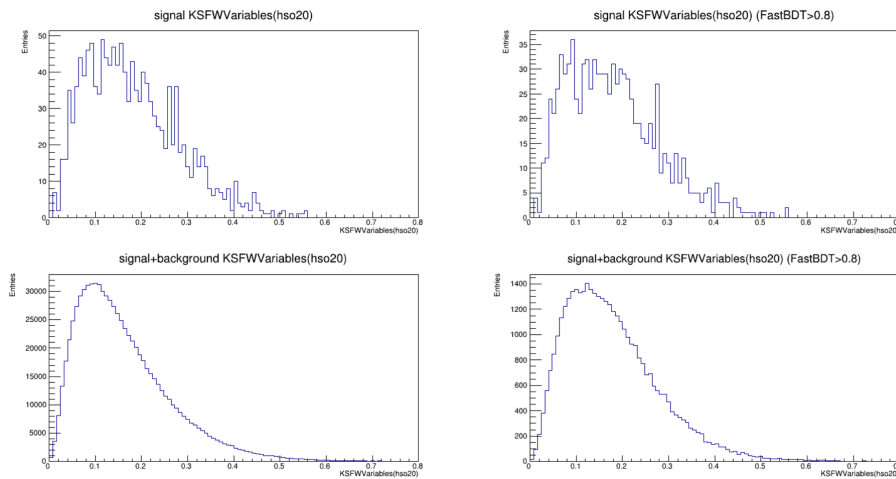 signal KSFWVariables(hso20)
Entries
50
40
30
20
10
0
0 0.1 0.2 0.3 0.4 0.5 0.6 0.7 0.8
KSFWVariables(hso20)
signal KSFWVariables(hso20) (FastBDT>0.8)
Entries
35
30
25
20
15
10
5
0
0 0.1 0.2 0.3 0.4 0.5 0.6 0.7
KSFWVariables(hso20)
signal+background KSFWVariables(hso20)
Entries
30000
25000
20000
15000
10000
5000
0
0 0.1 0.2 0.3 0.4 0.5 0.6 0.7 0.8
KSFWVariables(hso20)
signal+background KSFWVariables(hso20) (FastBDT>0.8)
Entries
1400
1200
1000
800
600
400
200
0
0 0.1 0.2 0.3 0.4 0.5 0.6 0.7
KSFWVariables(hso20)